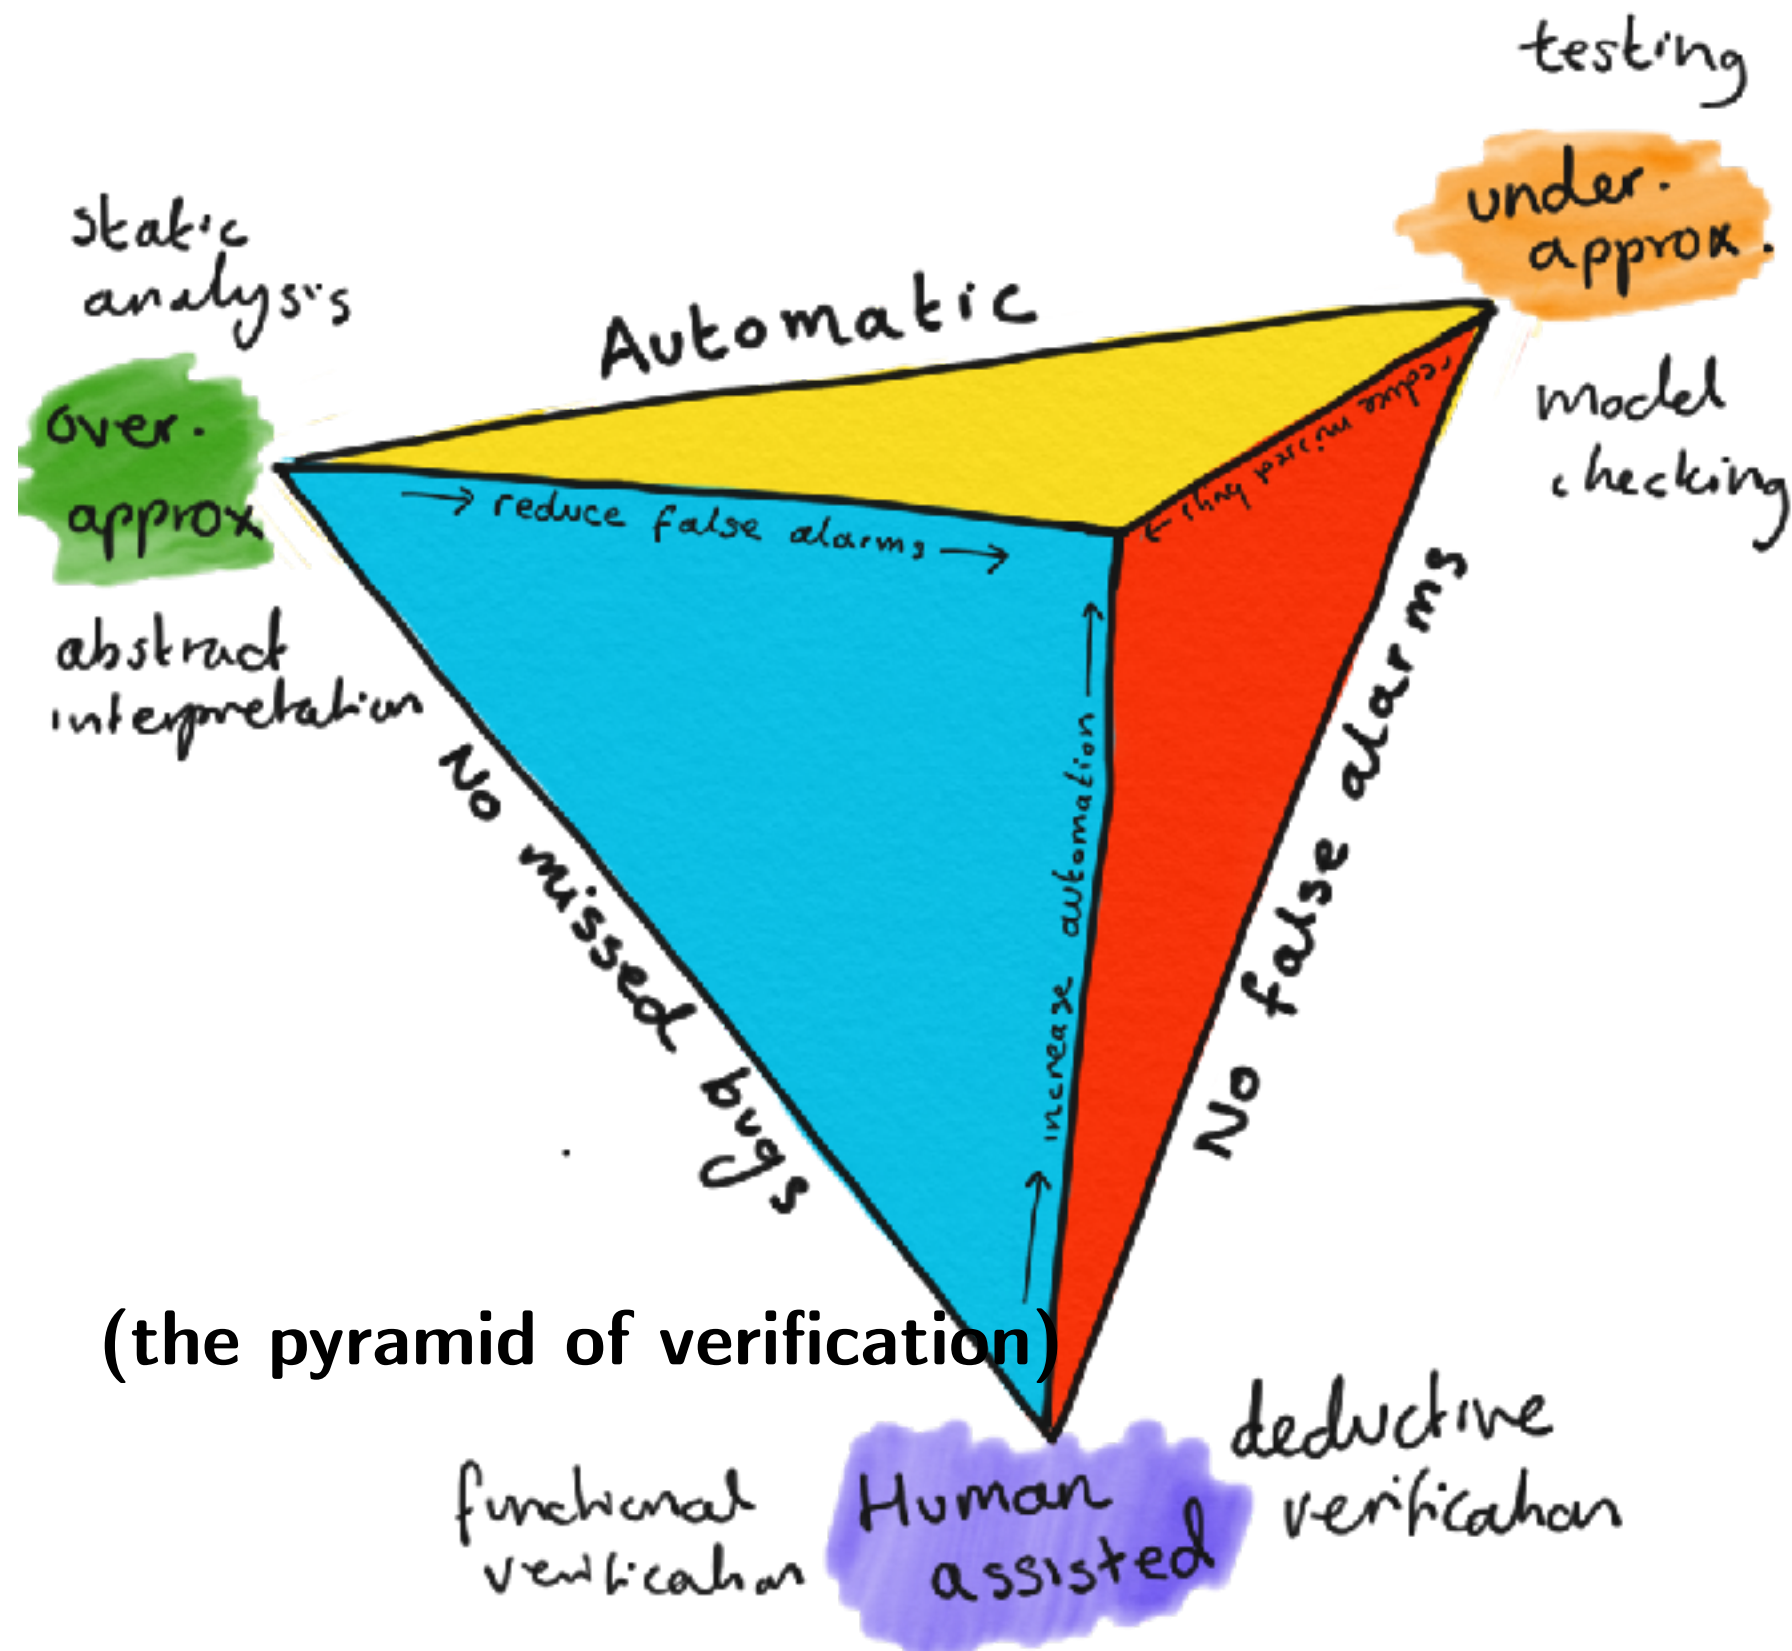 testing
under.
approx.
static
analysis
Automatic
over.
approx
model
checking
→ reduce false alarms →
reduce missed bugs →
abstract
interpretation
No missed bugs
→ increase automation →
No false alarms
(the pyramid of verification)
functional
verification
Human
assisted
deductive
verification